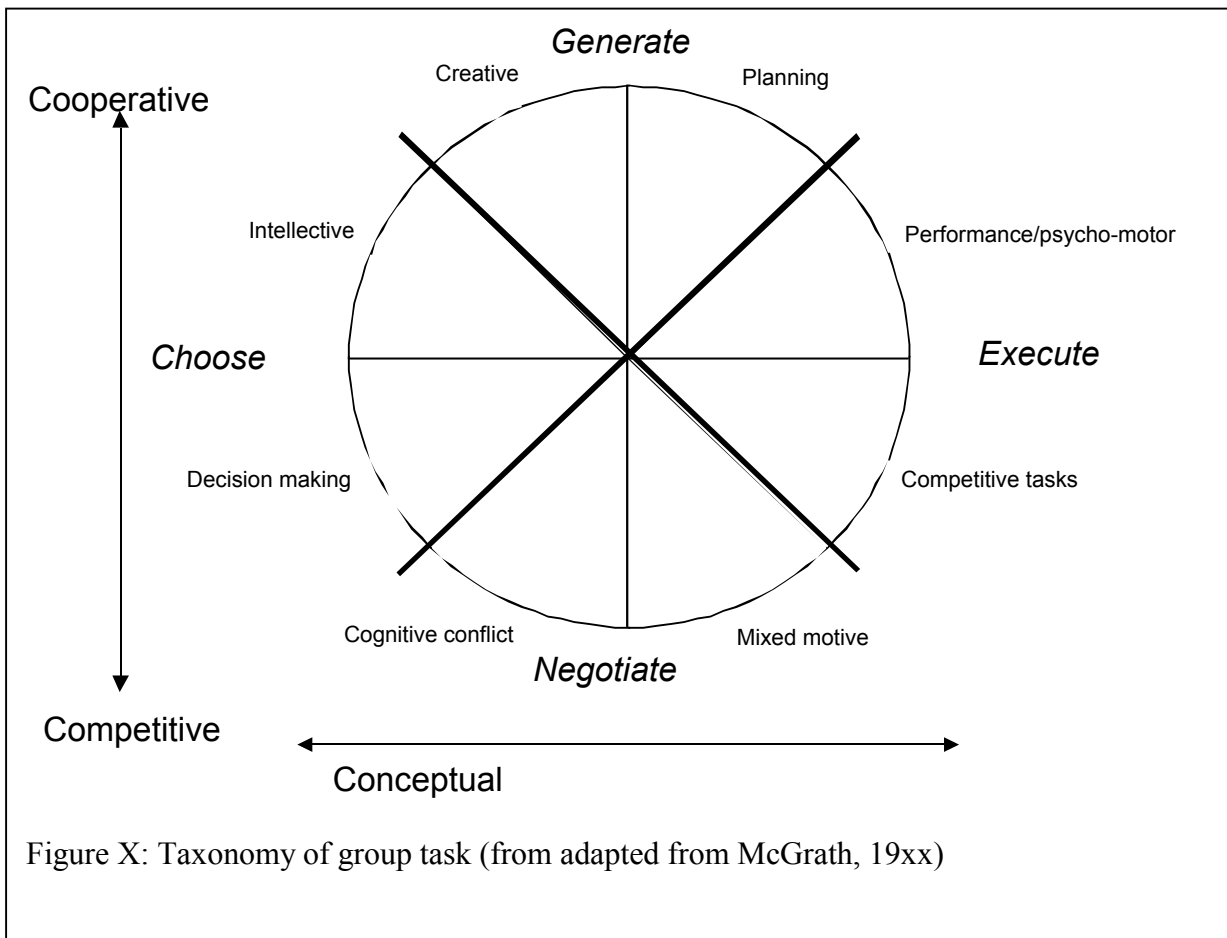 Generate
Creative
Planning
Cooperative
Intellective
Performance/psycho-motor
Choose
Execute
Decision making
Competitive tasks
Cognitive conflict
Mixed motive
Negotiate
Competitive
Conceptual
Figure X: Taxonomy of group task (from adapted from McGrath, 19xx)